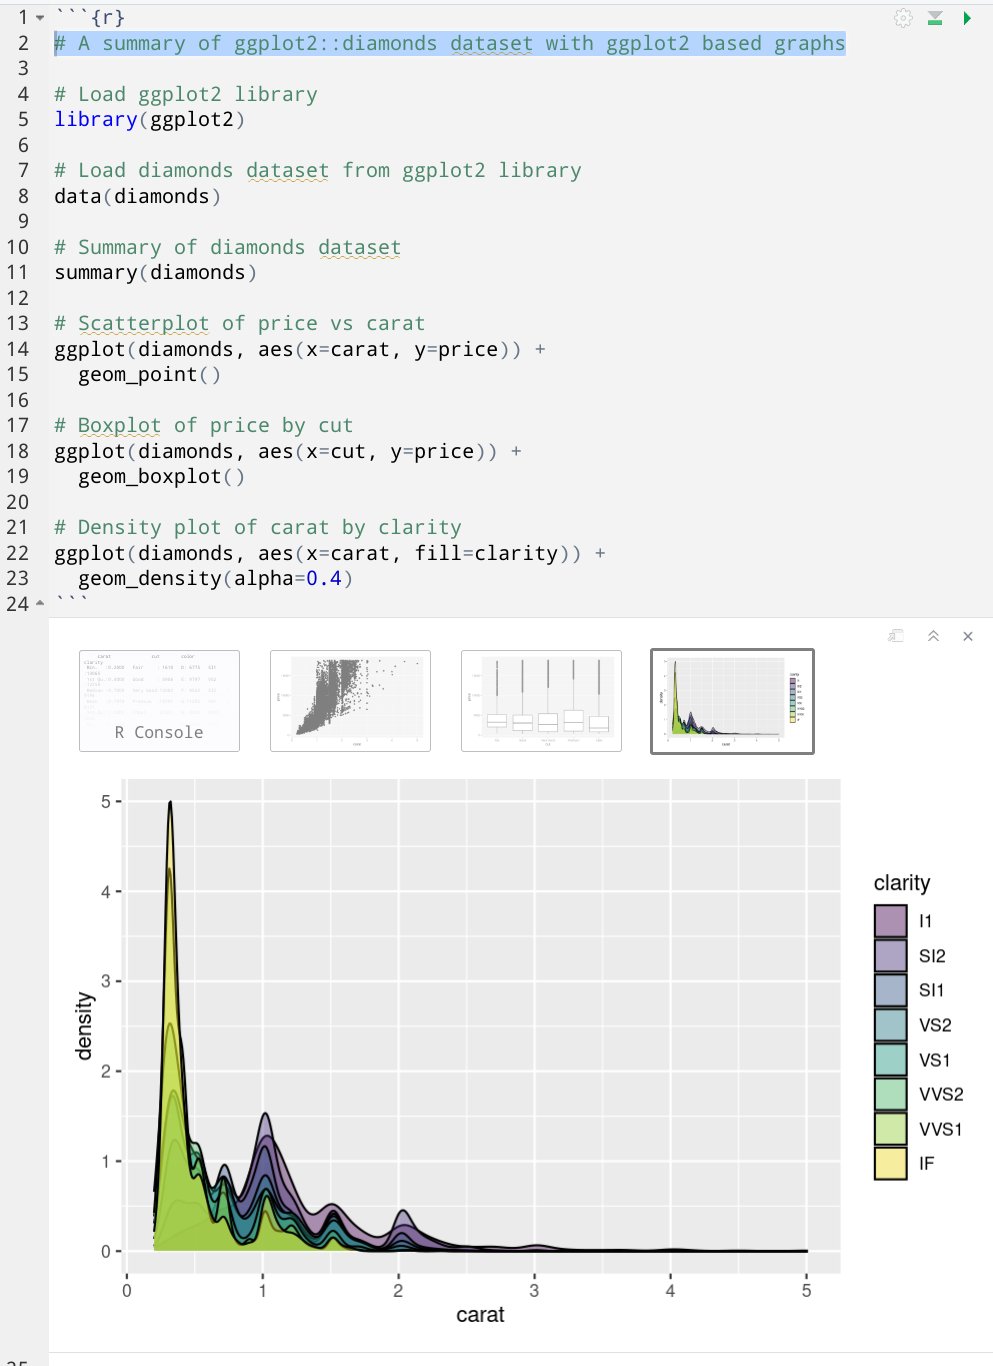 1 ```{r}
2 # A summary of ggplot2::diamonds dataset with ggplot2 based graphs
3
4 # Load ggplot2 library
5 library(ggplot2)
6
7 # Load diamonds dataset from ggplot2 library
8 data(diamonds)
9
10 # Summary of diamonds dataset
11 summary(diamonds)
12
13 # Scatterplot of price vs carat
14 ggplot(diamonds, aes(x=carat, y=price)) +
15   geom_point()
16
17 # Boxplot of price by cut
18 ggplot(diamonds, aes(x=cut, y=price)) +
19   geom_boxplot()
20
21 # Density plot of carat by clarity
22 ggplot(diamonds, aes(x=carat, fill=clarity)) +
23   geom_density(alpha=0.4)
24 ```
R Console
5
4
3
2
1
0
density
0 1 2 3 4 5
carat
clarity
I1
SI2
SI1
VS2
VS1
VVS2
VVS1
IF